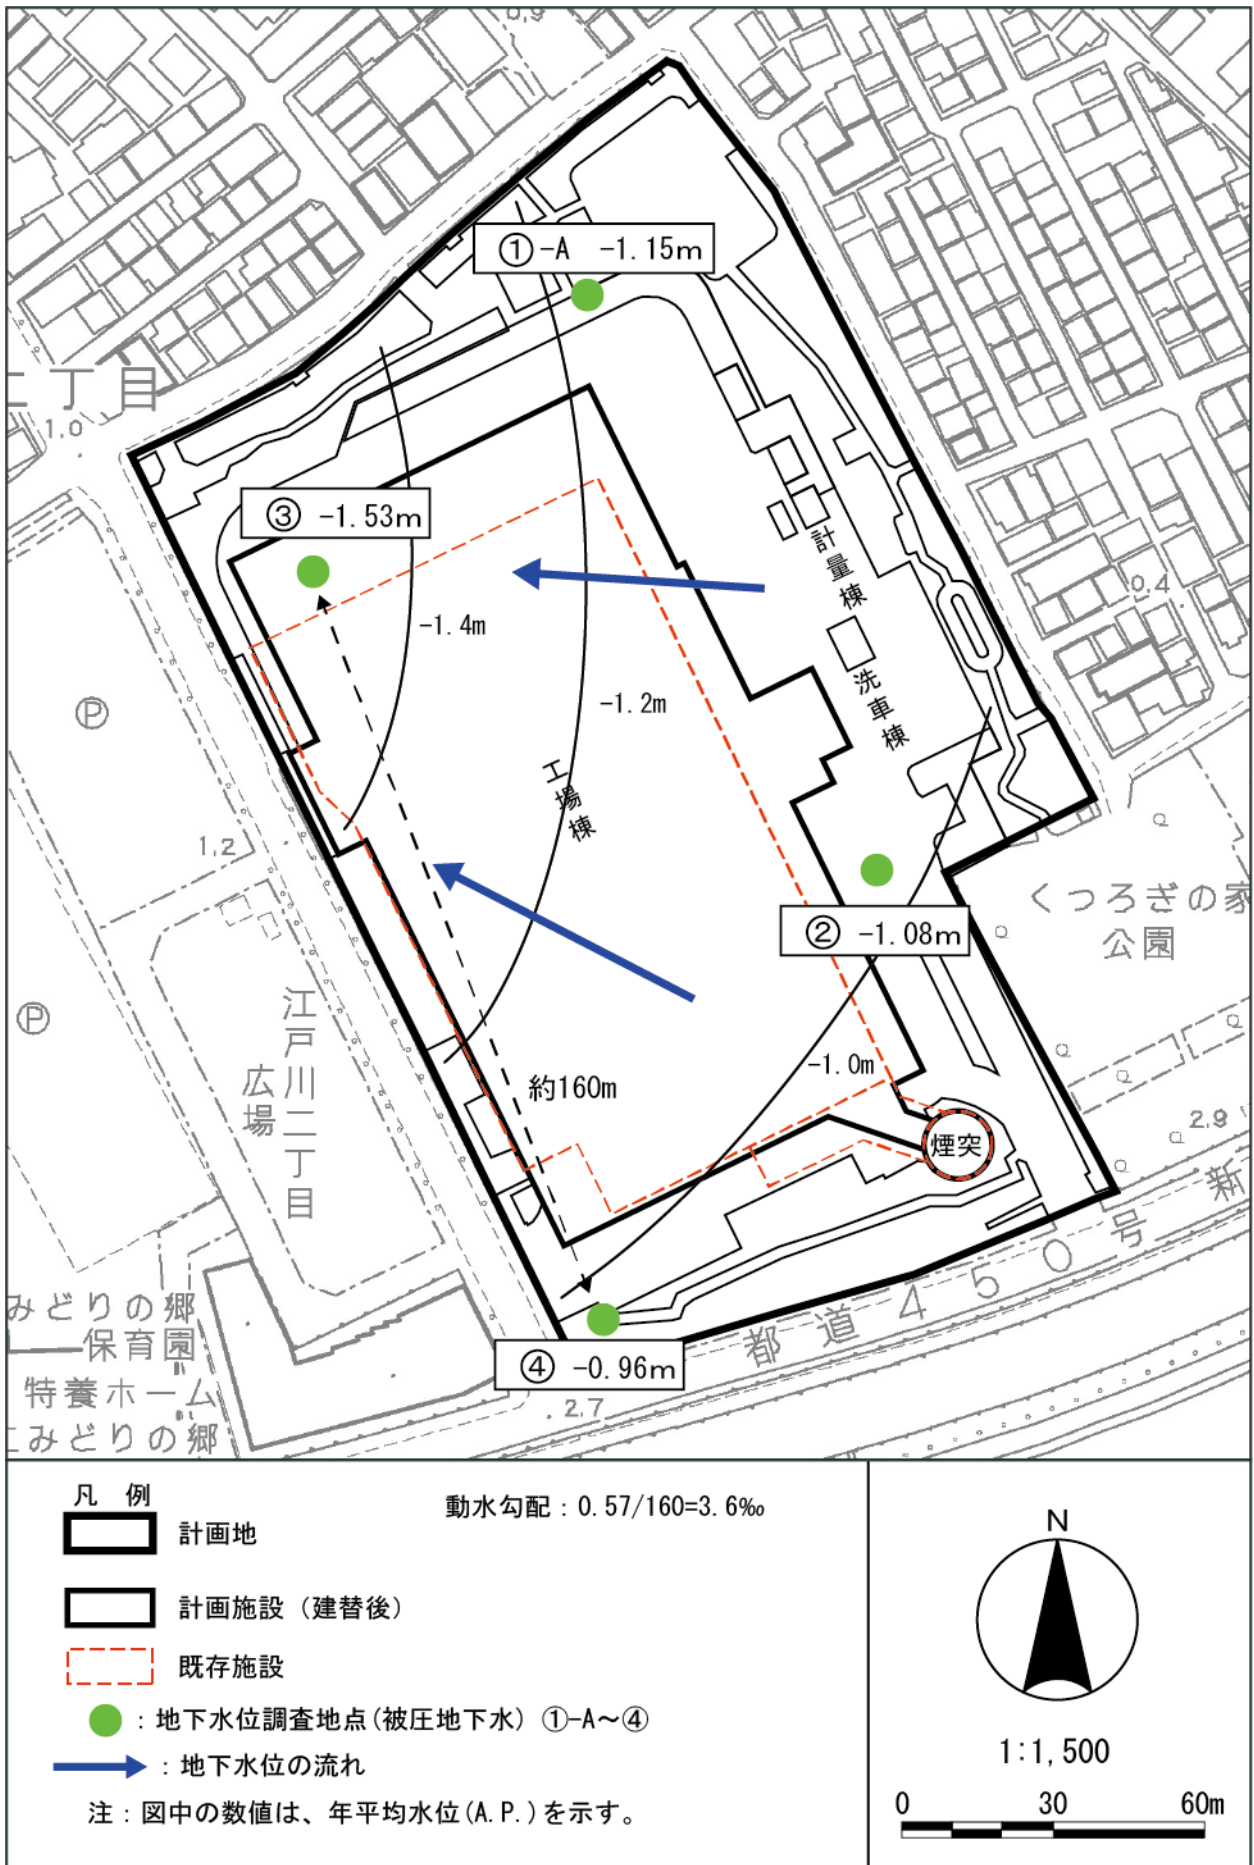 0.9
①-A -1.15m
二丁目
1.0
③ -1.53m
計量棟
0.4
-1.4m
洗車棟
-1.2m
Ⓟ
工場棟
1.2
くつろぎの家
公園
② -1.08m
Ⓟ
江戸川二丁目
広場
-1.0m
約160m
煙突
2.9
都道450号 新
みどりの郷
保育園
特養ホーム
みどりの郷
④ -0.96m
2.7
凡 例
動水勾配：0.57/160=3.6‰
計画地
計画施設（建替後）
既存施設
：地下水位調査地点(被圧地下水) ①-A～④
：地下水位の流れ
注：図中の数値は、年平均水位(A.P.)を示す。
N
1:1,500
0 30 60m